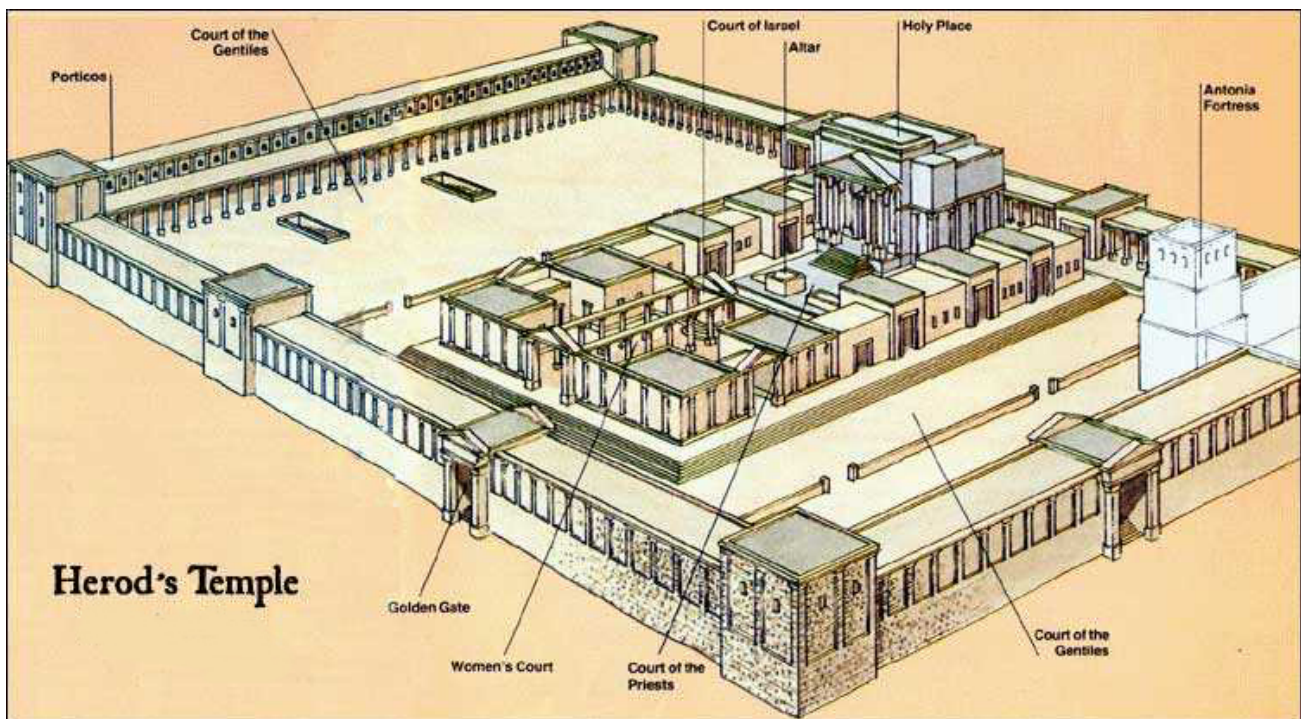 Court of the
Gentiles
Court of Israel
Holy Place
Altar
Porticos
Antonia
Fortress
Herod's Temple
Golden Gate
Women's Court
Court of the
Priests
Court of the
Gentiles